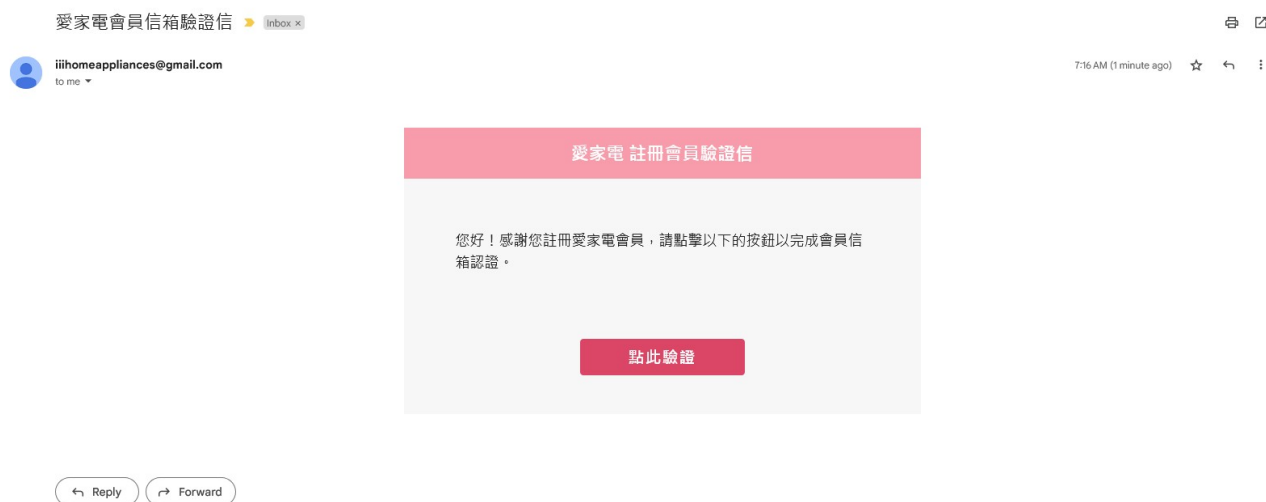 愛家電會員信箱驗證信 Inbox ×
iiihomeappliances@gmail.com
7:16 AM (1 minute ago)
to me
愛家電 註冊會員驗證信
您好！感謝您註冊愛家電會員，請點擊以下的按鈕以完成會員信
箱認證。
點此驗證
Reply
Forward